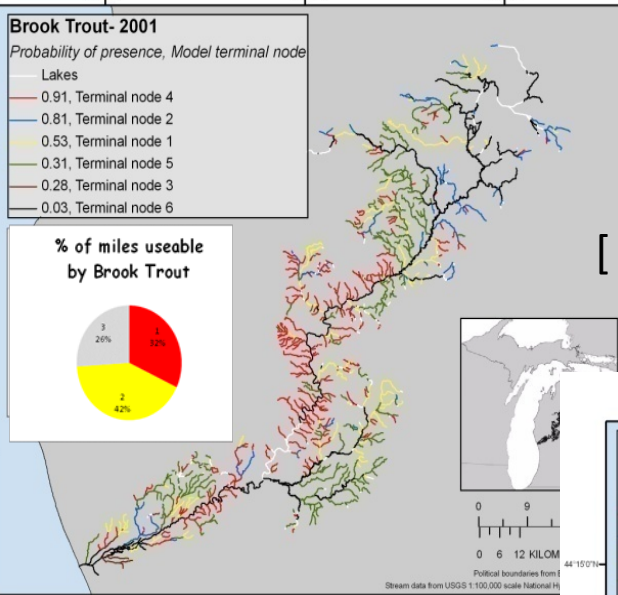 Brook Trout- 2001
Probability of presence, Model terminal node
Lakes
0.91, Terminal node 4
0.81, Terminal node 2
0.53, Terminal node 1
0.31, Terminal node 5
0.28, Terminal node 3
0.03, Terminal node 6
% of miles useable
by Brook Trout
3
26%
1
32%
2
42%
[
0 9
0 6 12 KILOM
Political boundaries from
Stream data from USGS 1:100,000 scale National Hy
44°15'0"N